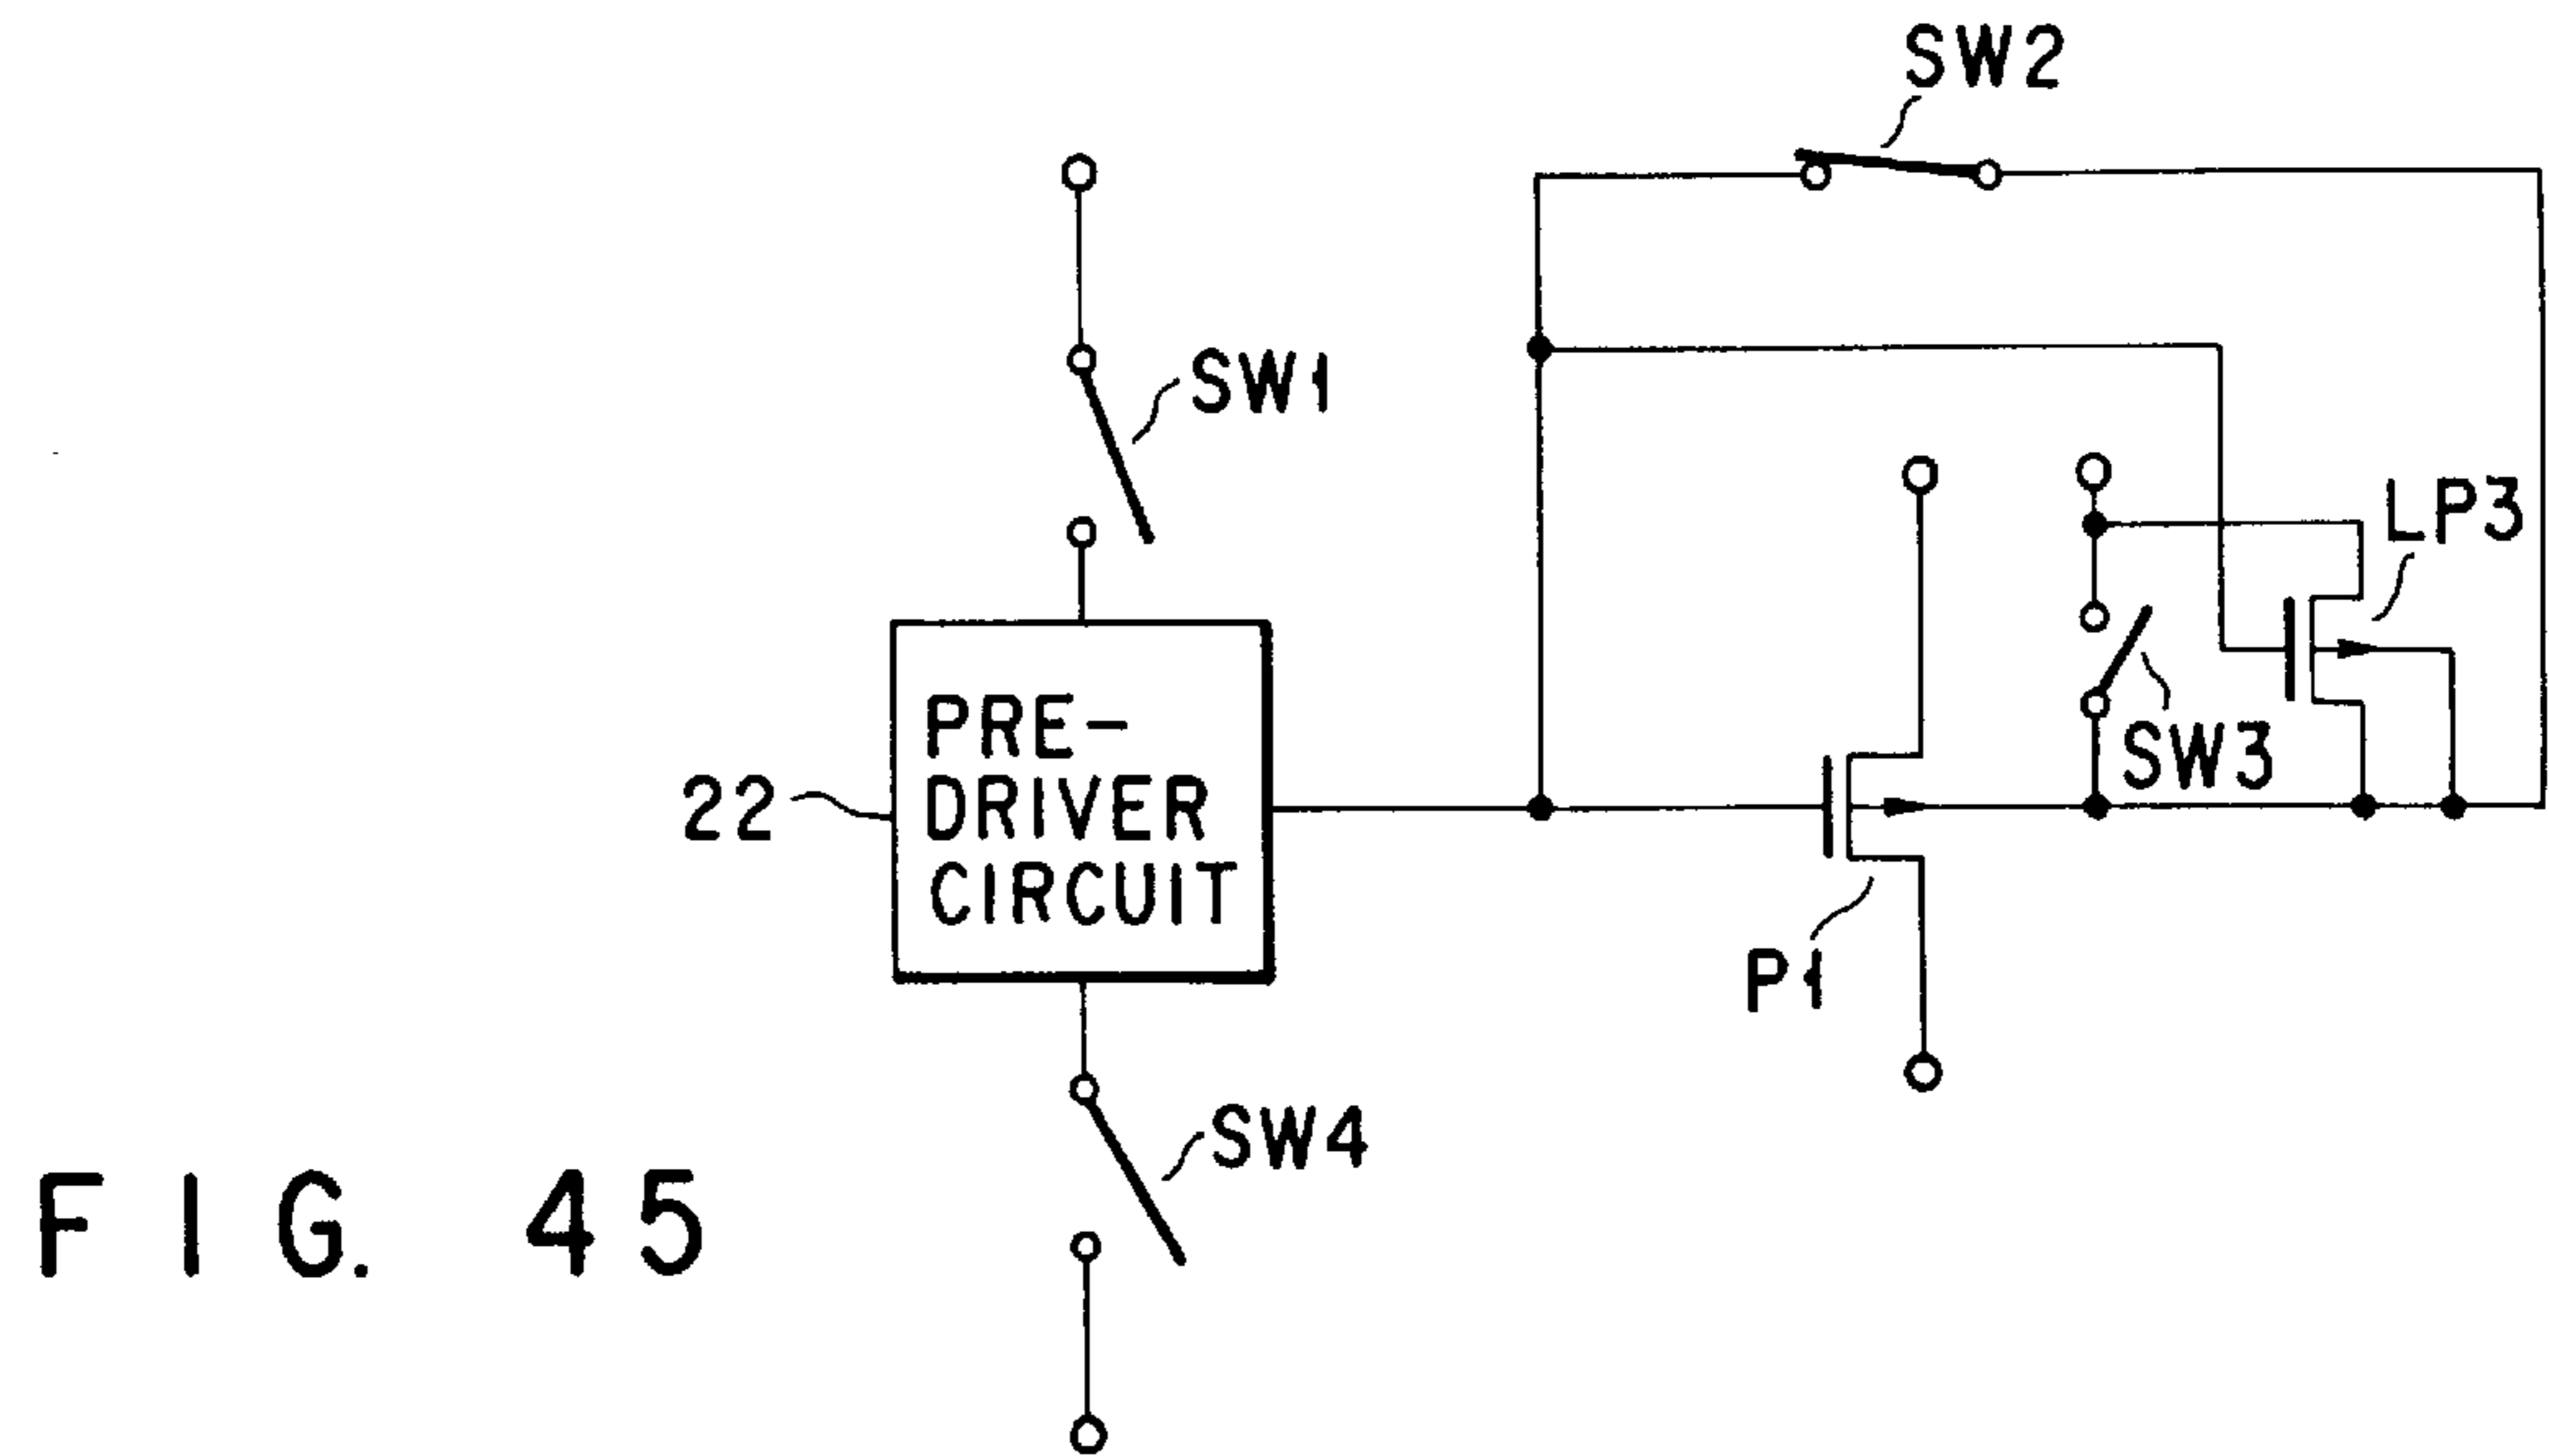 SW2
SW1
LP3
PRE-
DRIVER
CIRCUIT
22
SW3
P1
SW4
FIG. 45